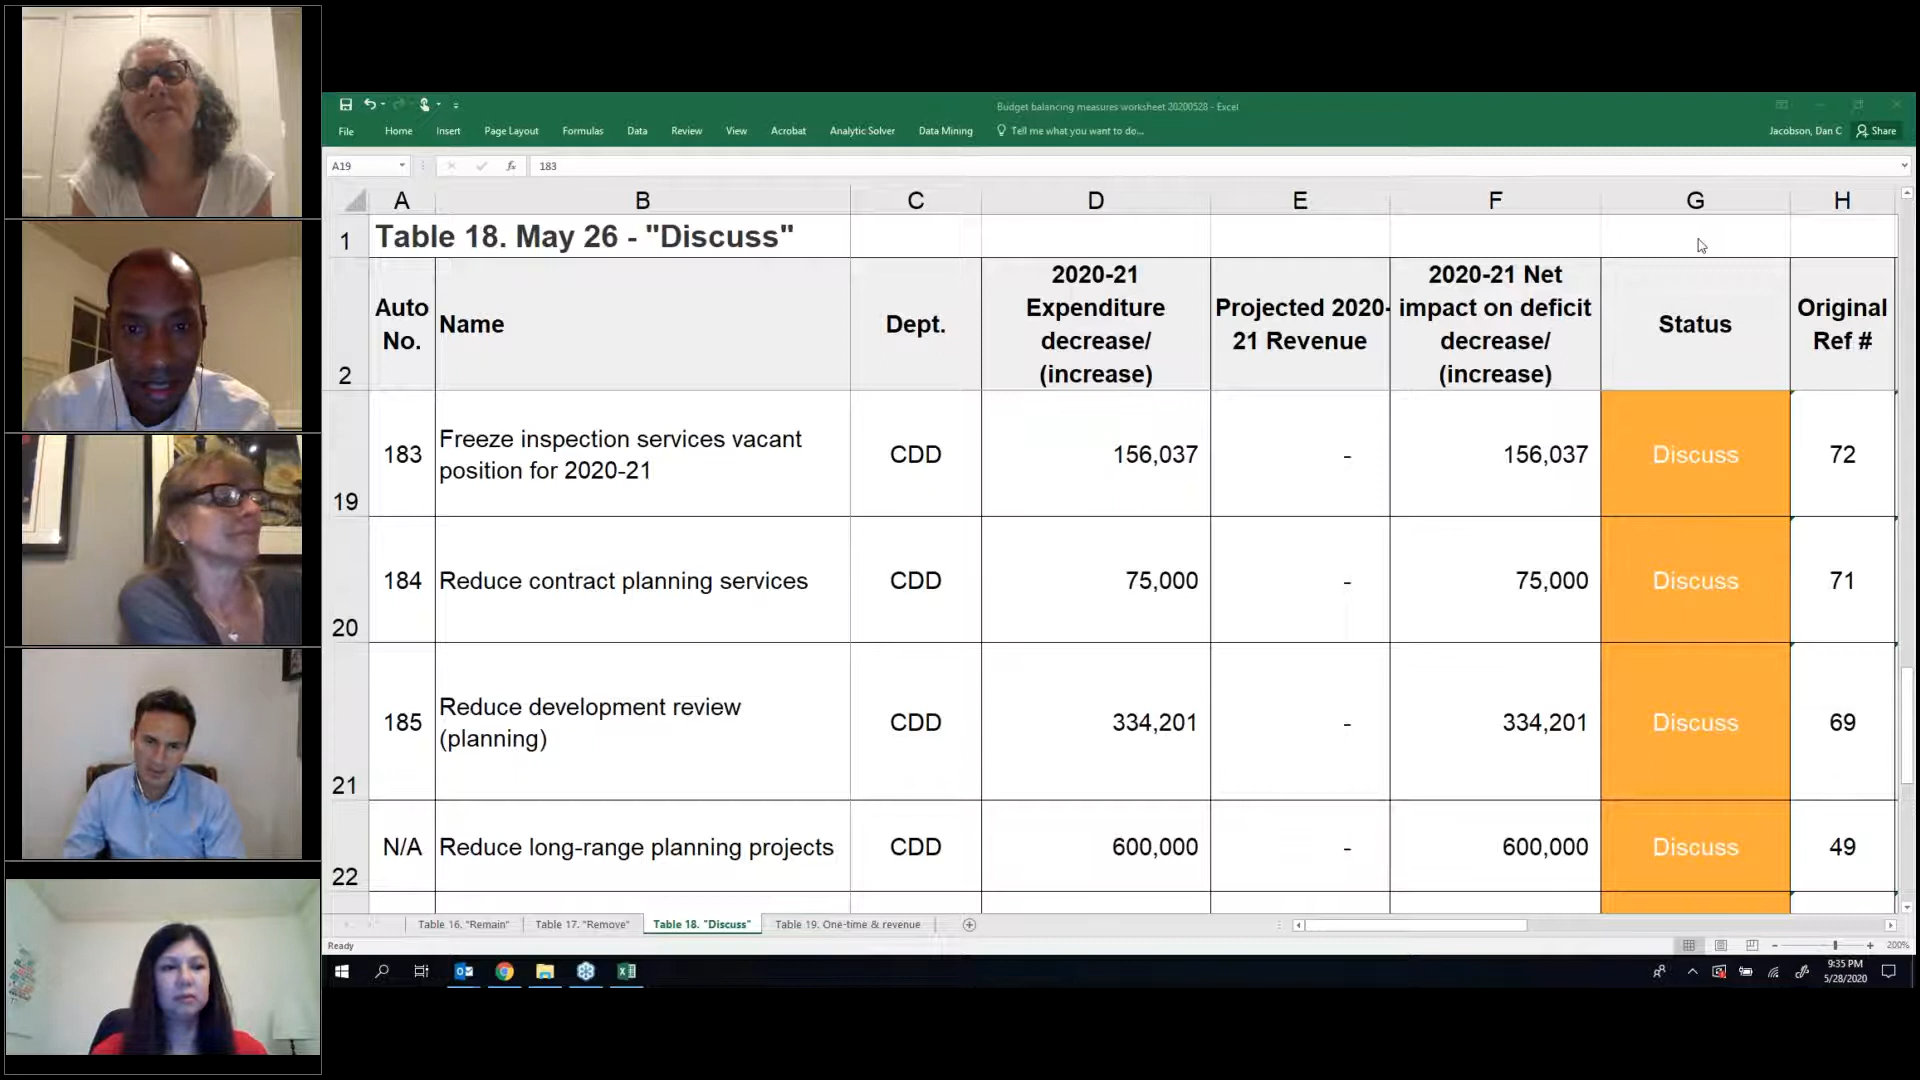 Budget balancing measures worksheet 20200528 - Excel
File Home Insert Page Layout Formulas Data Review View Acrobat Analytic Solver Data Mining Tell me what you want to do... Jacobson, Dan C Share
A19 fx 183
A B C D E F G H
1 Table 18. May 26 - "Discuss"
2020-21 2020-21 Net
Auto Expenditure Projected 2020- impact on deficit Original
Name Dept. Status
No. decrease/ 21 Revenue decrease/ Ref #
2 (increase) (increase)
Freeze inspection services vacant
183 CDD 156,037 - 156,037 Discuss 72
position for 2020-21
19
184 Reduce contract planning services CDD 75,000 - 75,000 Discuss 71
20
Reduce development review
185 CDD 334,201 - 334,201 Discuss 69
(planning)
21
N/A Reduce long-range planning projects CDD 600,000 - 600,000 Discuss 49
22
Table 16. "Remain" Table 17. "Remove" Table 18. "Discuss" Table 19. One-time & revenue
Ready 200%
9:35 PM
5/28/2020